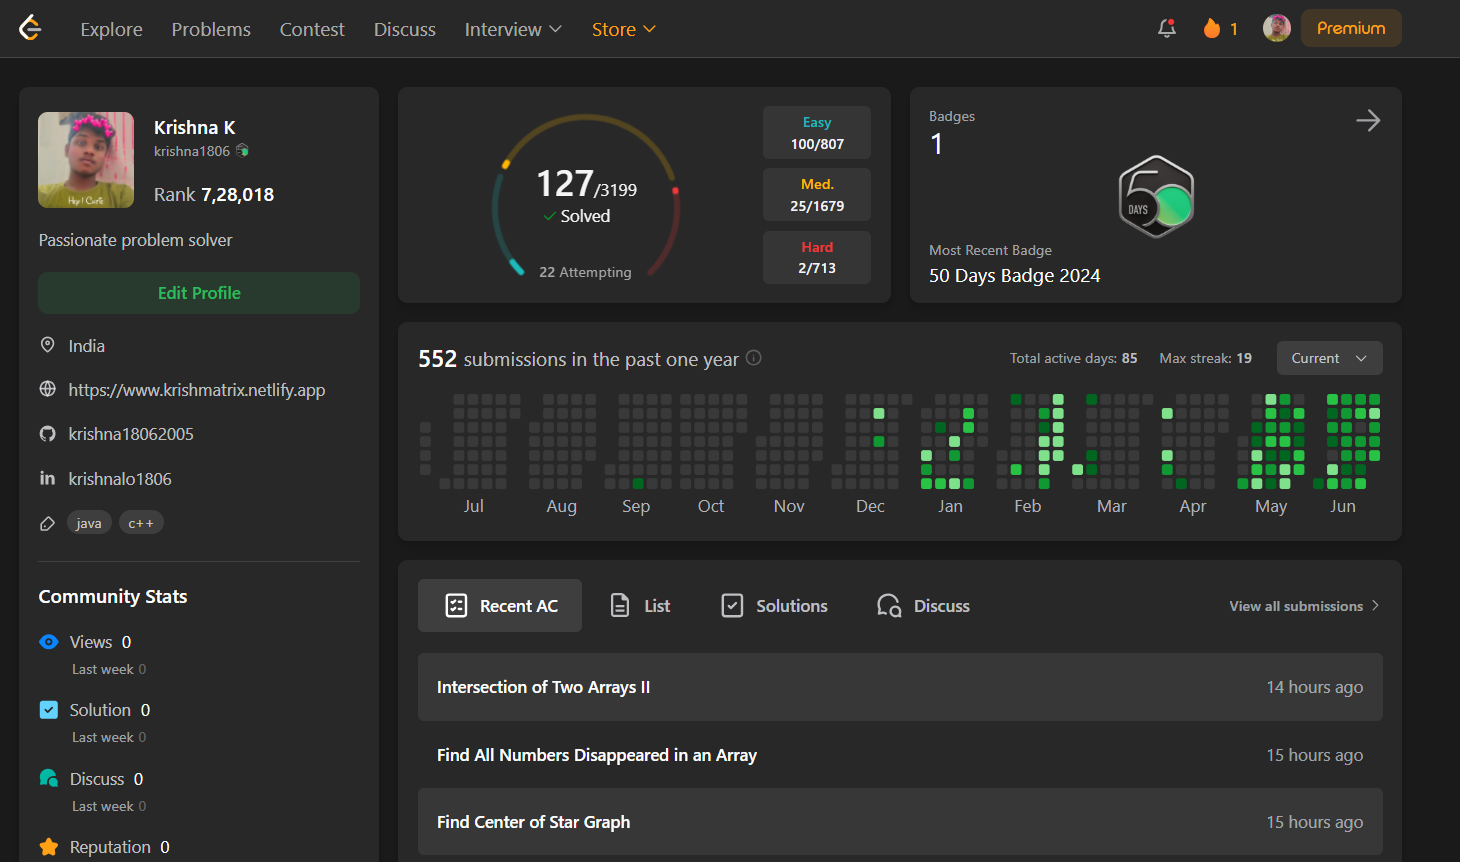 Explore Problems Contest Discuss Interview Store 1 Premium
Krishna K
krishna1806
Rank 7,28,018
Hey ! Cutie
Passionate problem solver
Edit Profile
India
https://www.krishmatrix.netlify.app
krishna18062005
krishnalo1806
java c++
Community Stats
Views 0
Last week 0
Solution 0
Last week 0
Discuss 0
Last week 0
Reputation 0
127/3199
Solved
22 Attempting
Easy
100/807
Med.
25/1679
Hard
2/713
Badges
1
50
DAYS
Most Recent Badge
50 Days Badge 2024
552 submissions in the past one year
Total active days: 85 Max streak: 19 Current
Jul Aug Sep Oct Nov Dec Jan Feb Mar Apr May Jun
Recent AC List Solutions Discuss View all submissions
Intersection of Two Arrays II 14 hours ago
Find All Numbers Disappeared in an Array 15 hours ago
Find Center of Star Graph 15 hours ago